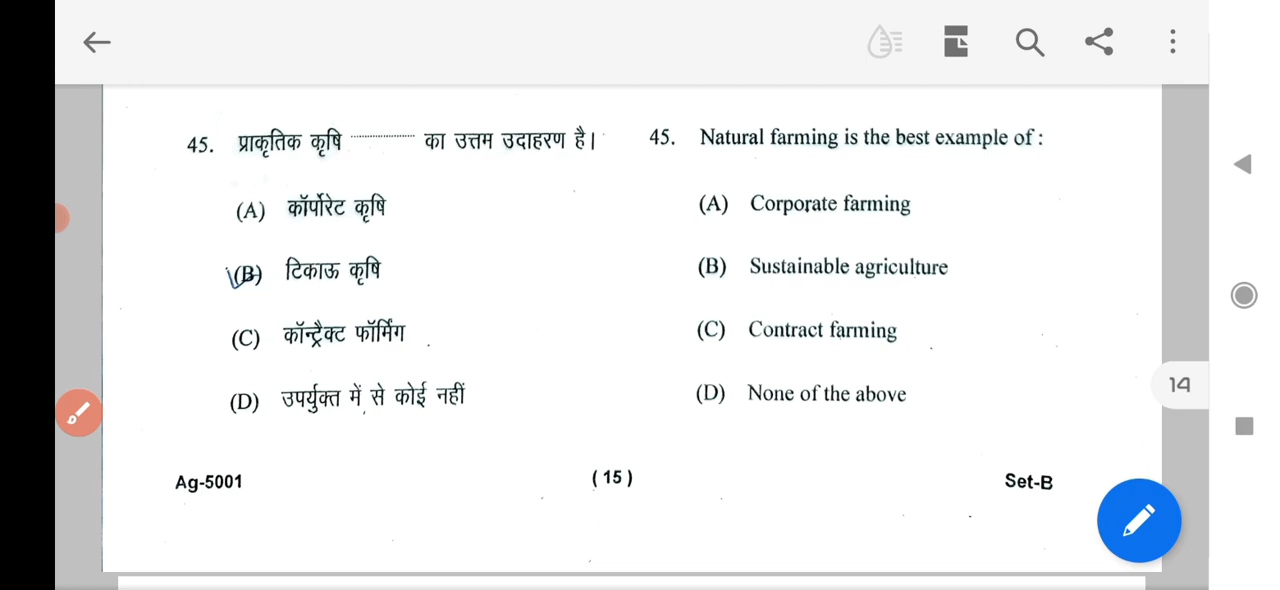 45. प्राकृतिक कृषि .................... का उत्तम उदाहरण है।
(A) कॉर्पोरेट कृषि
(B) टिकाऊ कृषि
(C) कॉन्ट्रैक्ट फॉर्मिंग
(D) उपर्युक्त में से कोई नहीं
45. Natural farming is the best example of :
(A) Corporate farming
(B) Sustainable agriculture
(C) Contract farming
(D) None of the above
14
Ag-5001 ( 15 ) Set-B